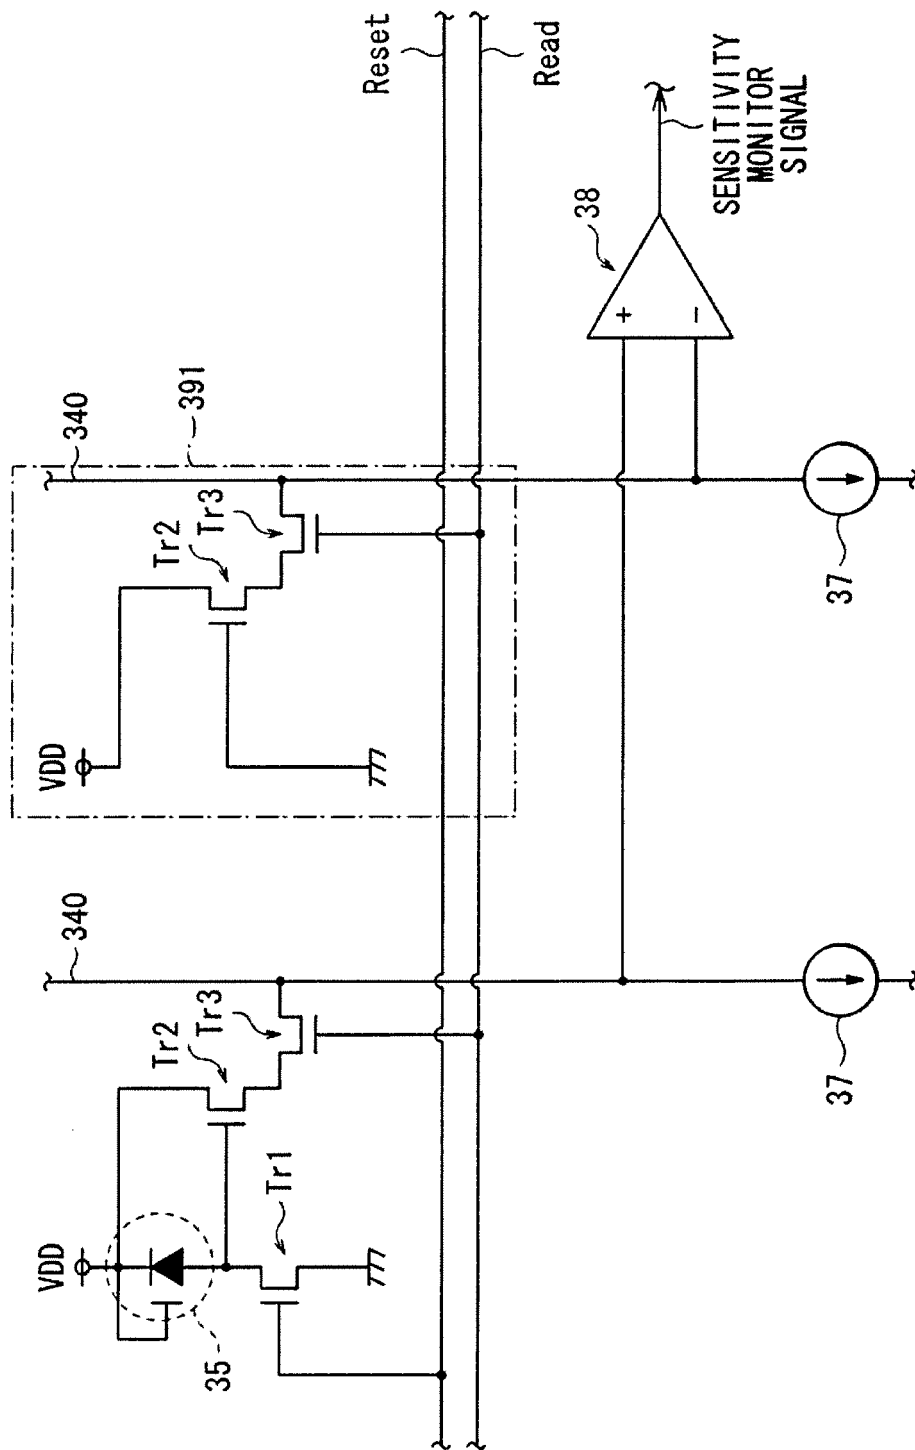 VDD
35
Tr1
Tr2
Tr3
340
VDD
Tr2
Tr3
340
391
Reset
Read
37
37
38
+
−
SENSITIVITY
MONITOR
SIGNAL